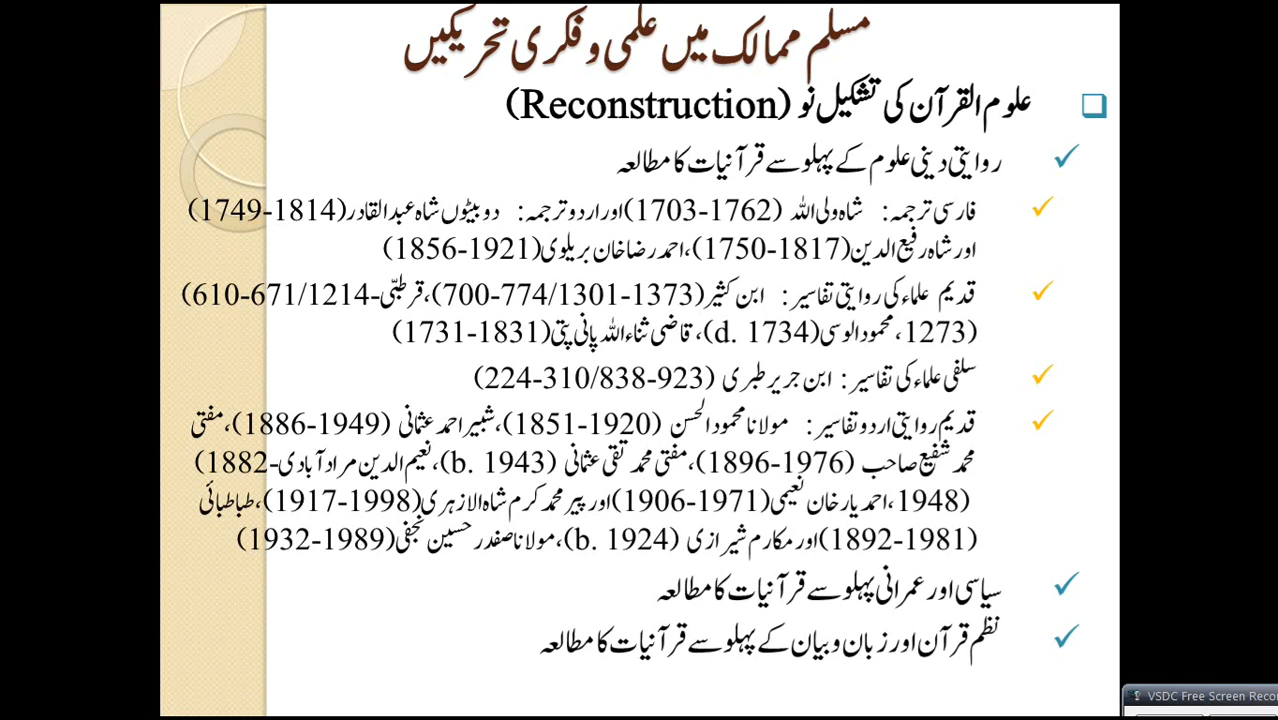 مسلم ممالک میں علمی و فکری تحریکیں
علوم القرآن کی تشکیل نو (Reconstruction)
روایتی دینی علوم کے پہلو سے قرآنیات کا مطالعہ
فارسی ترجمہ: شاہ ولی اللہ (1703-1762) اور اردو ترجمہ: دو بیٹوں شاہ عبدالقادر (1749-1814)
اور شاہ رفیع الدین (1750-1817)، احمد رضا خان بریلوی (1856-1921)
قدیم علماء کی روایتی تفاسیر: ابن کثیر (700-774/1301-1373)، قرطبّی (610-671/1214-
1273)، محمود الوسی (d. 1734)، قاضی ثناء اللہ پانی پتی (1731-1831)
سلفی علماء کی تفاسیر: ابن جریر طبری (224-310/838-923)
قدیم روایتی اردو تفاسیر: مولانا محمود الحسن (1851-1920)، شبیر احمد عثمانی (1886-1949)، مفتی
محمد شفیع صاحب (1896-1976)، مفتی محمد تقی عثمانی (b. 1943)، نعیم الدین مراد آبادی (1882-
1948)، احمد یار خان نعیمی (1906-1971) اور پیر محمد کرم شاہ الازہری (1917-1998)، طباطبائی
(1892-1981) اور مکارم شیرازی (b. 1924)، مولانا صفدر حسین نجفی (1932-1989)
سیاسی اور عمرانی پہلو سے قرآنیات کا مطالعہ
نظم قرآن اور زبان و بیان کے پہلو سے قرآنیات کا مطالعہ
VSDC Free Screen Reco